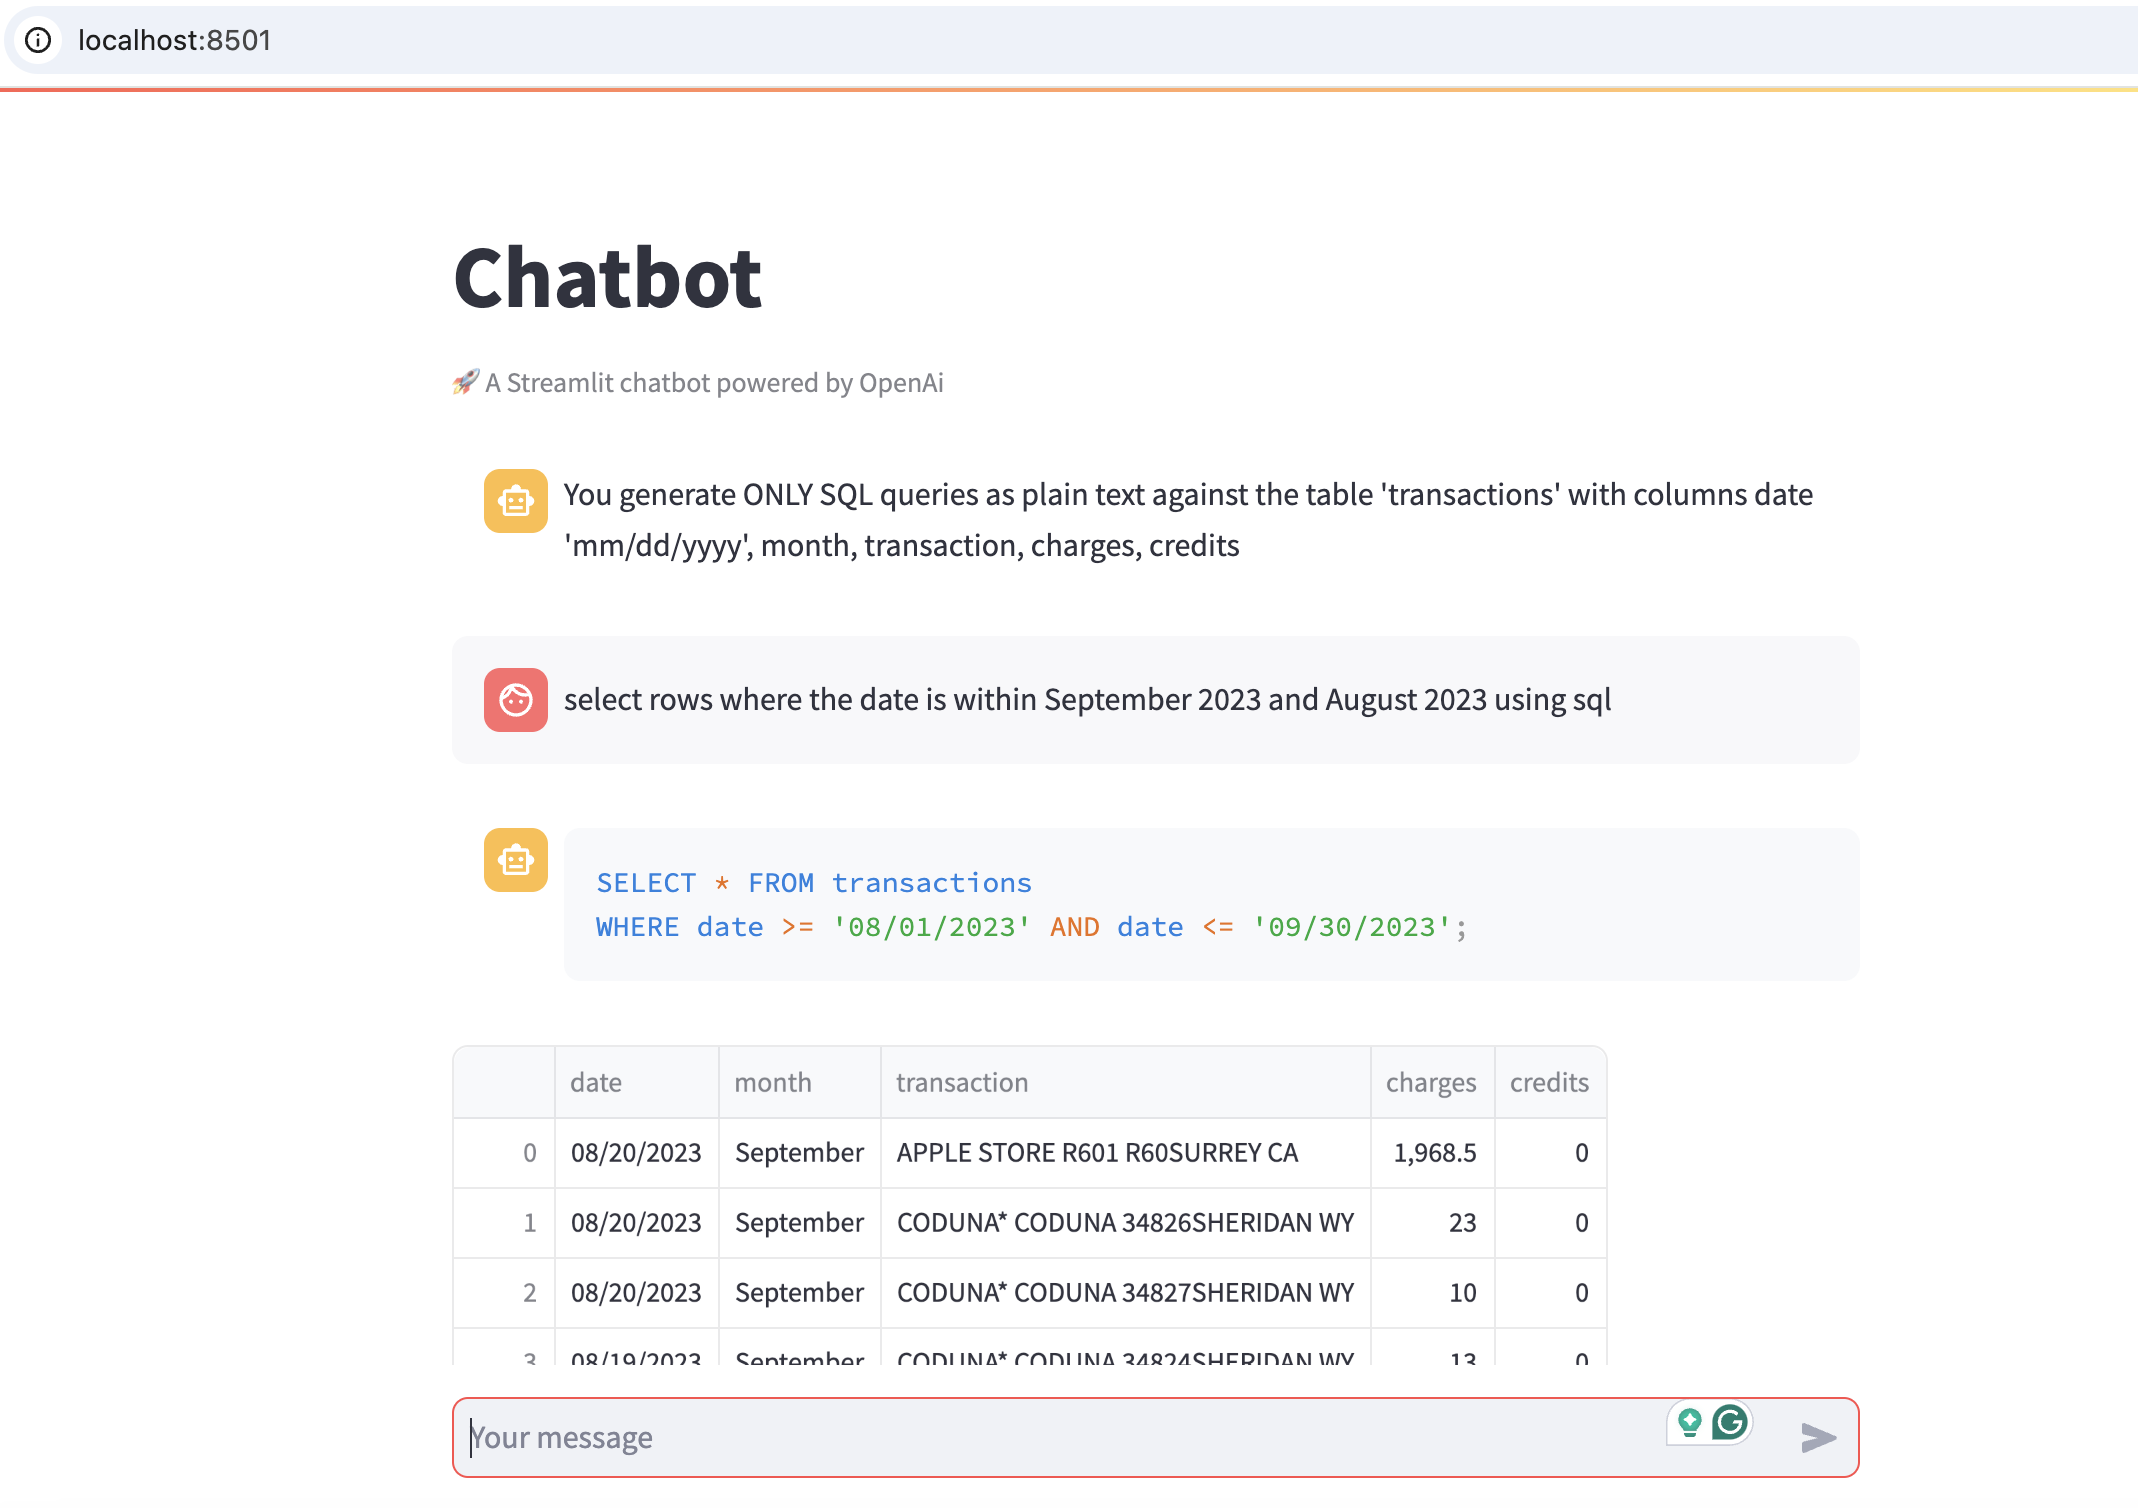 localhost:8501
Chatbot
🚀 A Streamlit chatbot powered by OpenAi
You generate ONLY SQL queries as plain text against the table 'transactions' with columns date
'mm/dd/yyyy', month, transaction, charges, credits
select rows where the date is within September 2023 and August 2023 using sql
SELECT * FROM transactions
WHERE date >= '08/01/2023' AND date <= '09/30/2023';
date month transaction charges credits
0 08/20/2023 September APPLE STORE R601 R60SURREY CA 1,968.5 0
1 08/20/2023 September CODUNA* CODUNA 34826SHERIDAN WY 23 0
2 08/20/2023 September CODUNA* CODUNA 34827SHERIDAN WY 10 0
3 08/19/2023 September CODUNA* CODUNA 34824SHERIDAN WY 13 0
Your message